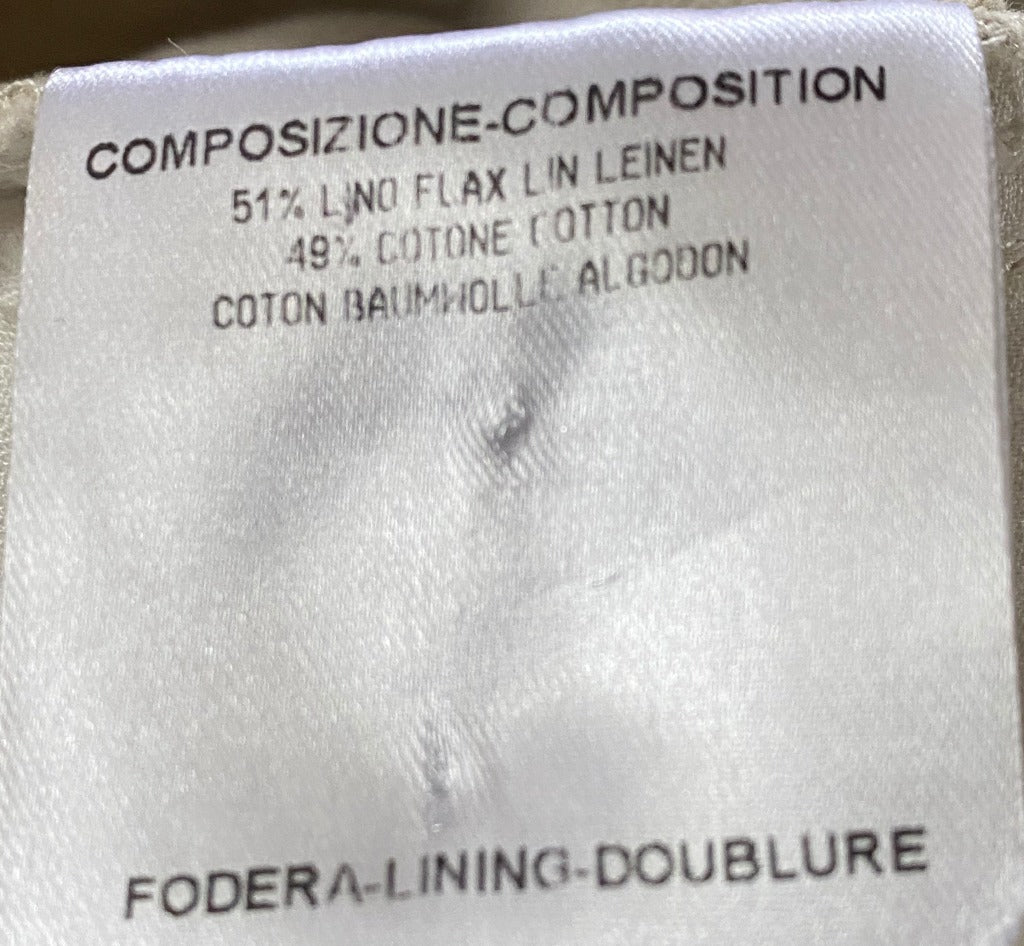 COMPOSIZIONE-COMPOSITION
51% LINO FLAX LIN LEINEN
49% COTONE COTTON
COTON BAUMWOLLE ALGODON
FODERA-LINING-DOUBLURE